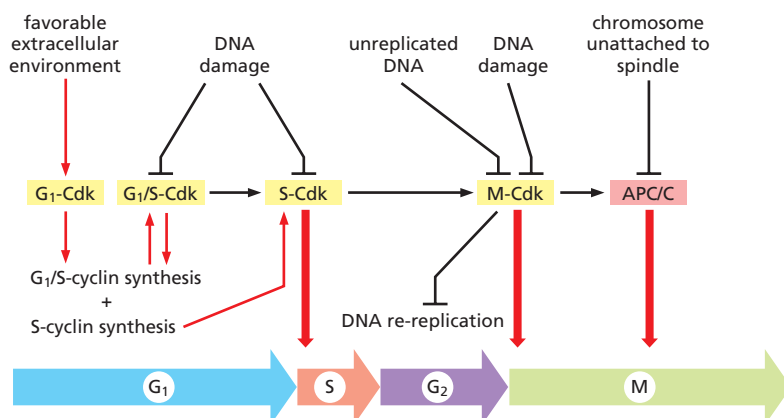 favorable
extracellular
environment
DNA
damage
unreplicated
DNA
DNA
damage
chromosome
unattached to
spindle
G₁-Cdk
G₁/S-Cdk
S-Cdk
M-Cdk
APC/C
G₁/S-cyclin synthesis
+
S-cyclin synthesis
DNA re-replication
G₁
S
G₂
M